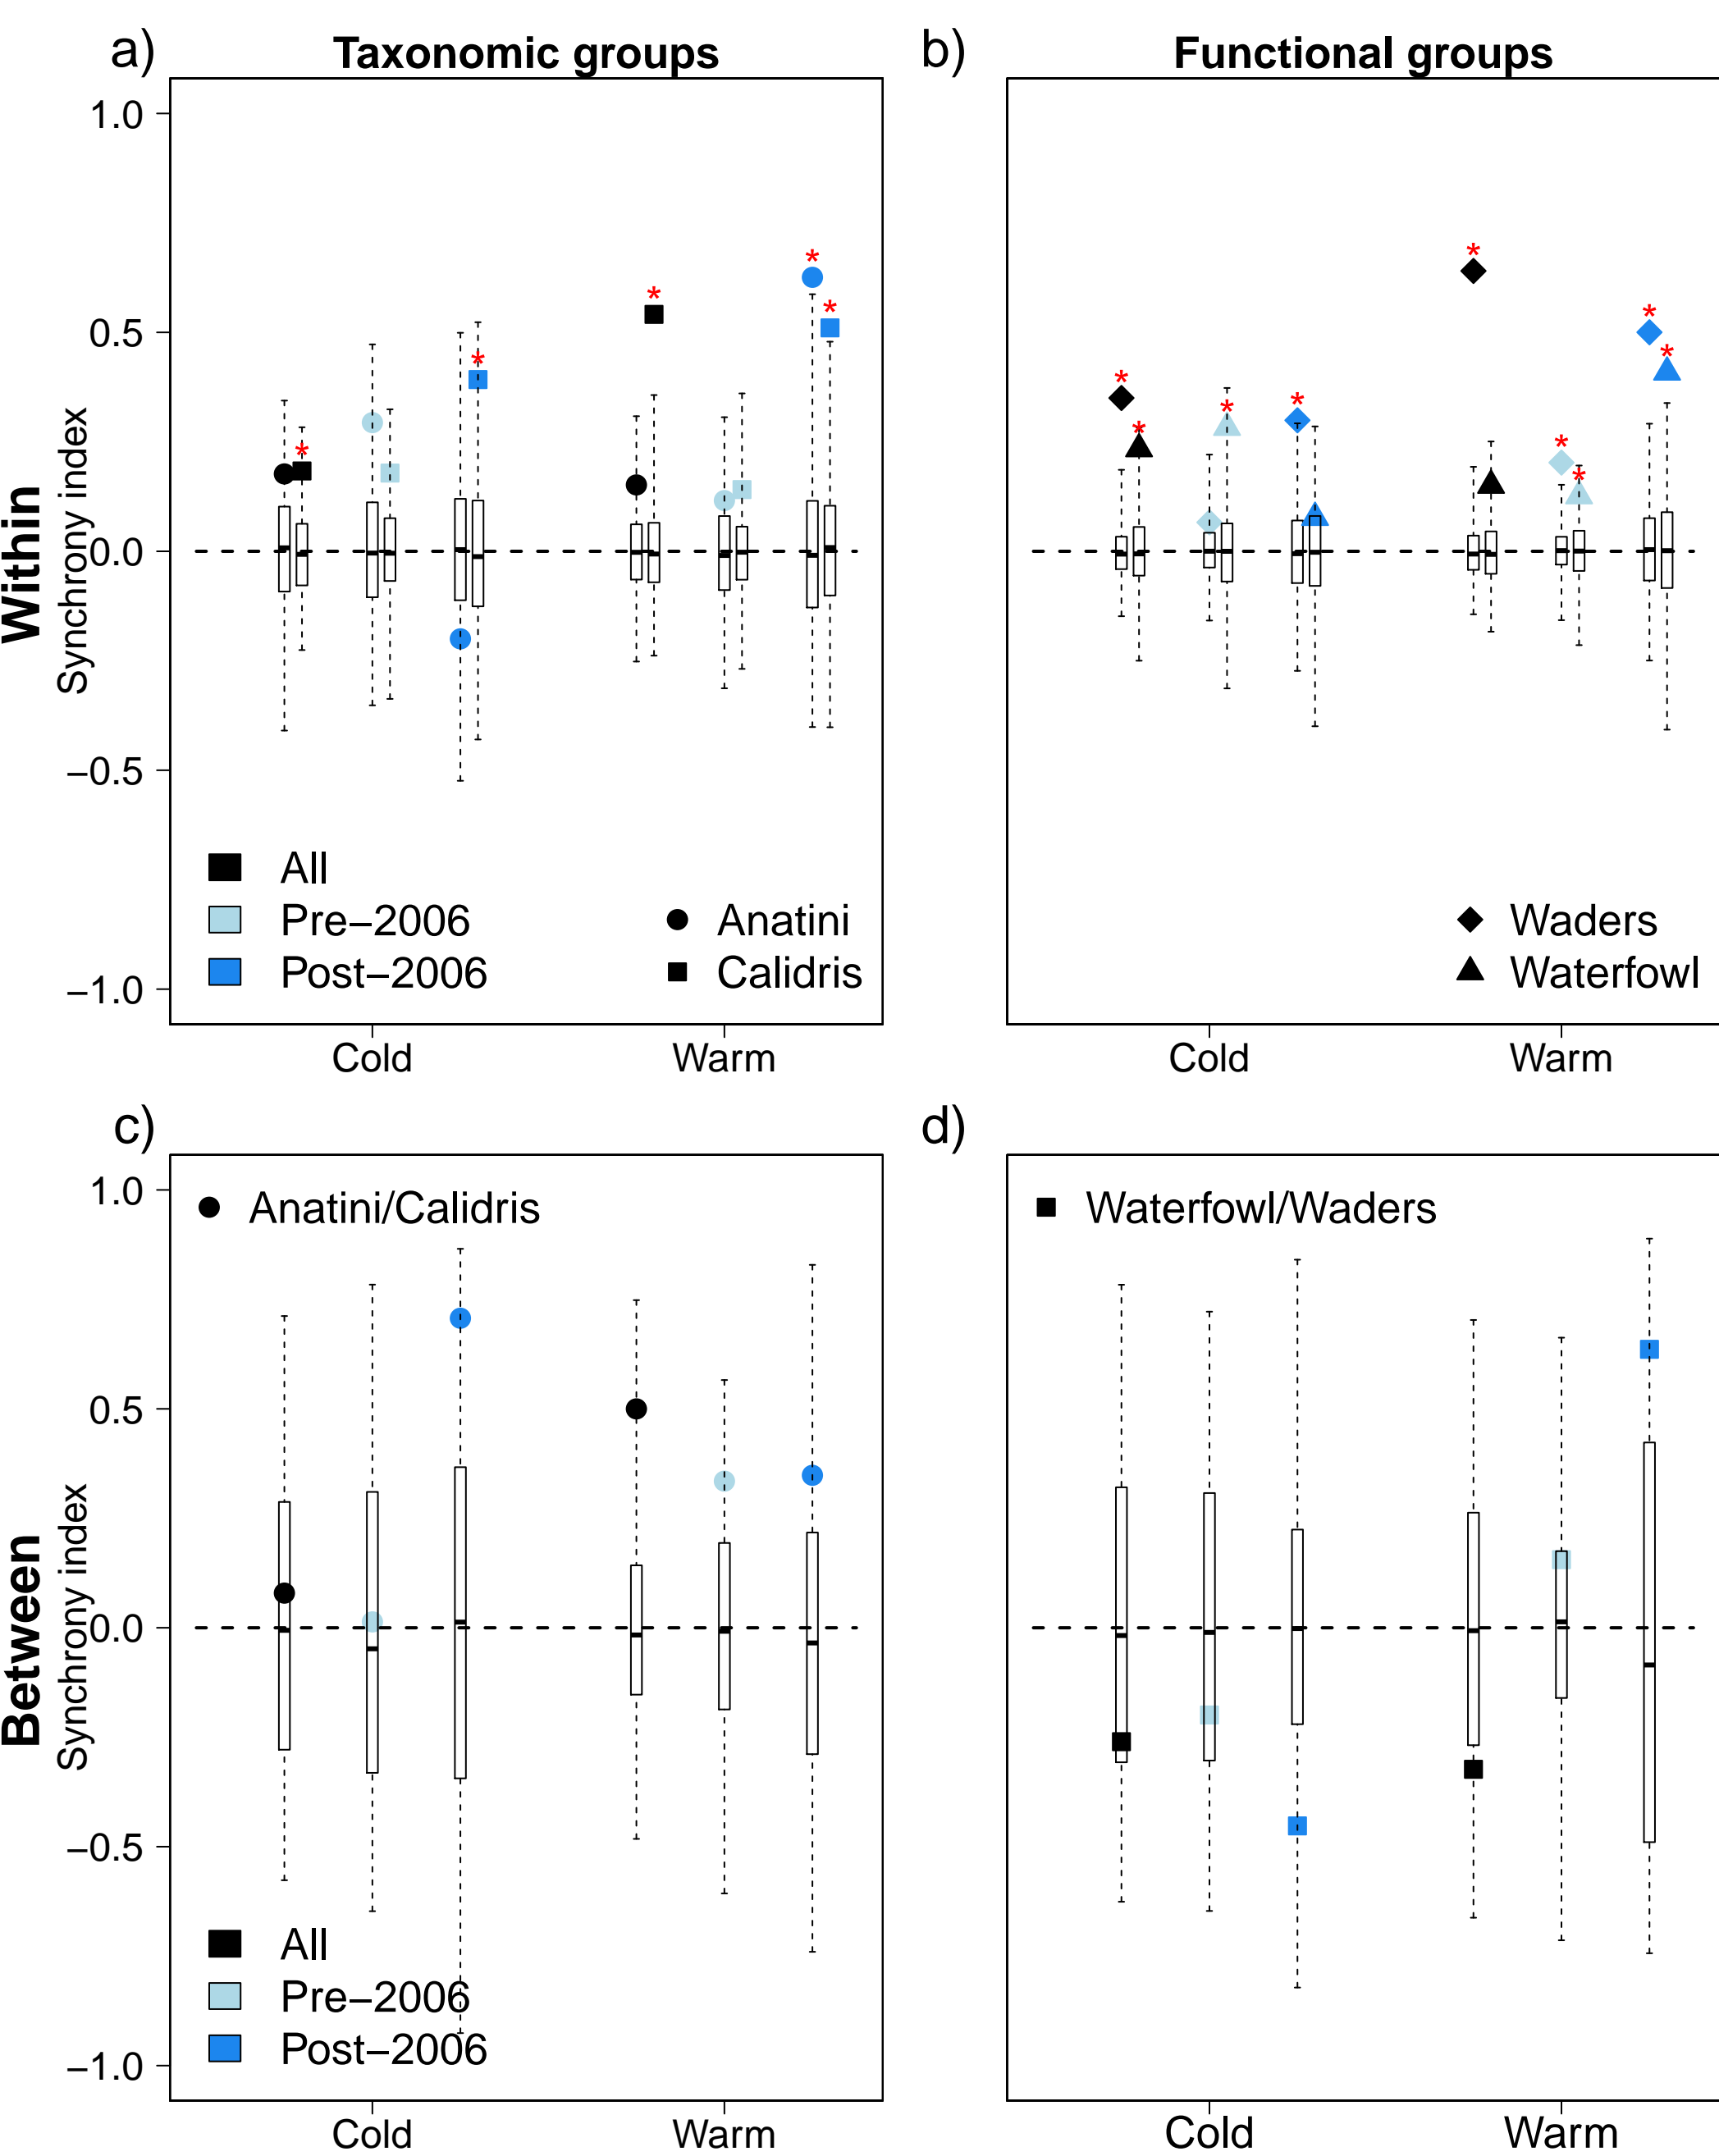 a)
Taxonomic groups
b)
Functional groups
Within
Synchrony index
1.0
0.5
0.0
−0.5
−1.0
* * * * * *
* * * * * * * * *
All
Pre−2006
Post−2006
Anatini
Calidris
Waders
Waterfowl
Cold
Warm
Cold
Warm
c)
d)
Between
Synchrony index
1.0
0.5
0.0
−0.5
−1.0
Anatini/Calidris
Waterfowl/Waders
All
Pre−2006
Post−2006
Cold
Warm
Cold
Warm